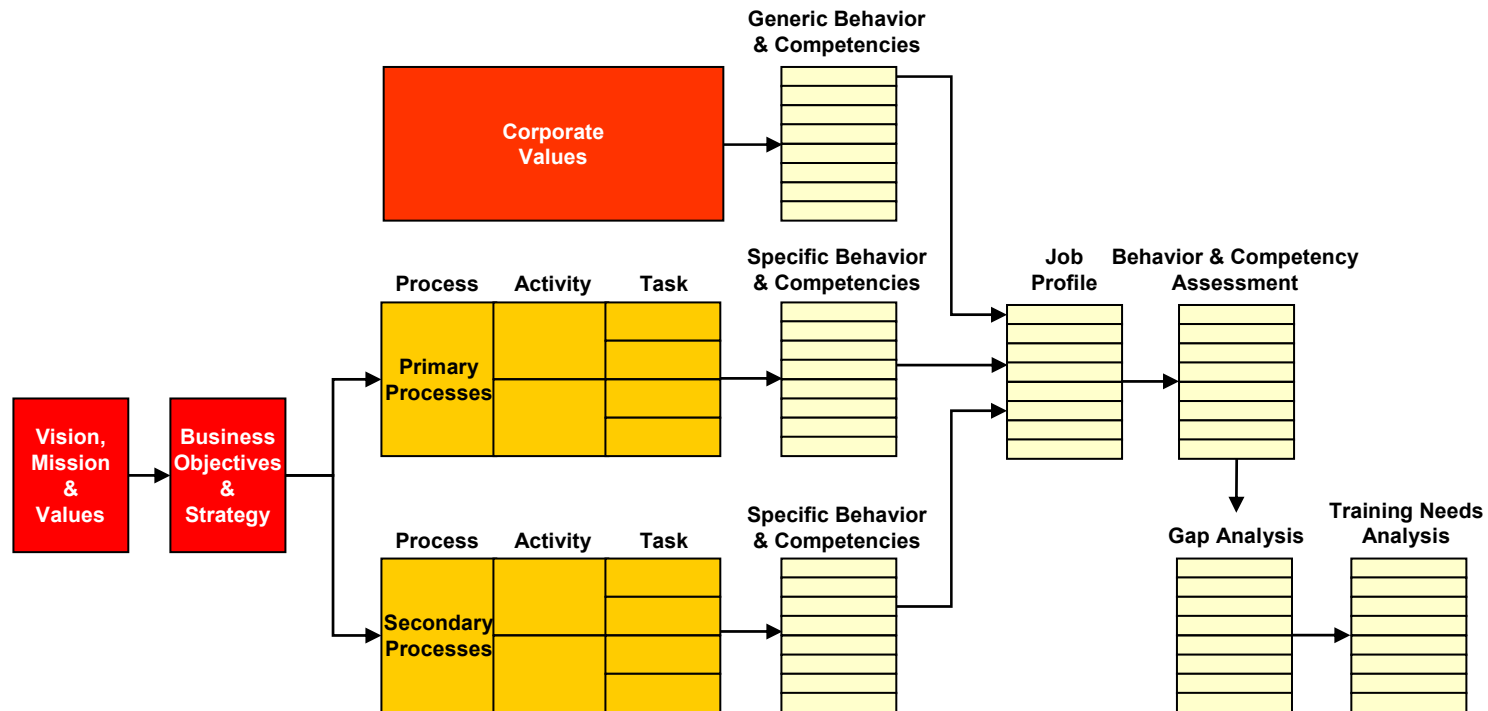 Generic Behavior
& Competencies
Corporate
Values
Process
Activity
Task
Specific Behavior
& Competencies
Job
Profile
Behavior & Competency
Assessment
Primary
Processes
Vision,
Mission
&
Values
Business
Objectives
&
Strategy
Process
Activity
Task
Specific Behavior
& Competencies
Gap Analysis
Training Needs
Analysis
Secondary
Processes